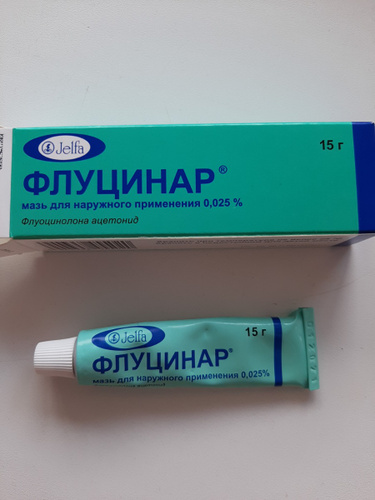 Jelfa
15 г
ФЛУЦИНАР®
мазь для наружного применения 0,025 %
Флуоцинолона ацетонид
Jelfa
15 г
ФЛУЦИНАР®
мазь для наружного применения 0,025%